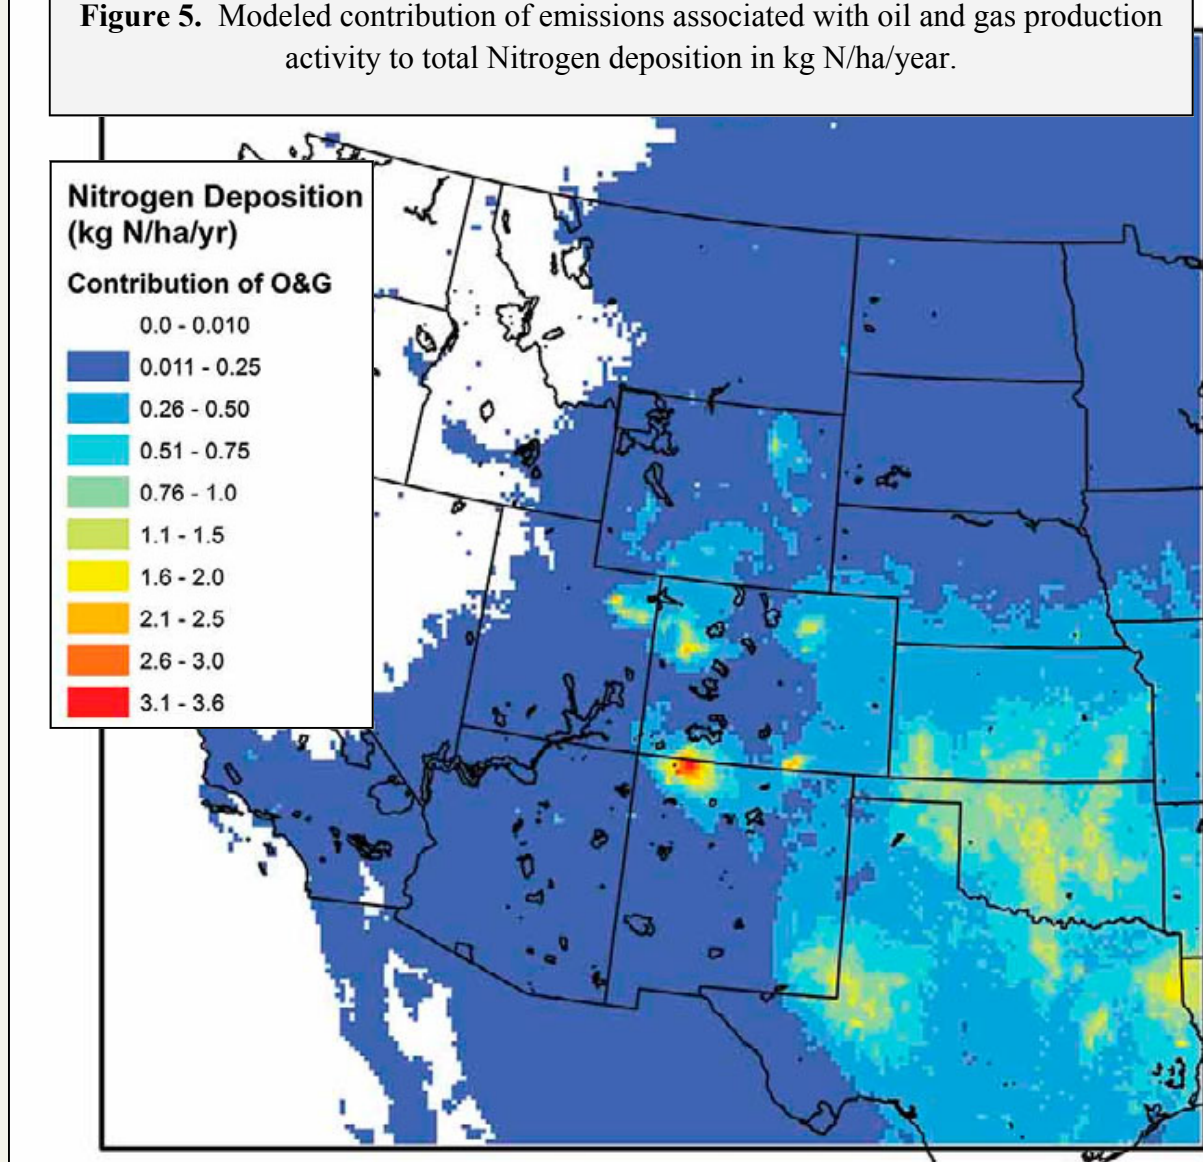 Figure 5. Modeled contribution of emissions associated with oil and gas production
activity to total Nitrogen deposition in kg N/ha/year.
Nitrogen Deposition
(kg N/ha/yr)
Contribution of O&G
0.0 - 0.010
0.011 - 0.25
0.26 - 0.50
0.51 - 0.75
0.76 - 1.0
1.1 - 1.5
1.6 - 2.0
2.1 - 2.5
2.6 - 3.0
3.1 - 3.6